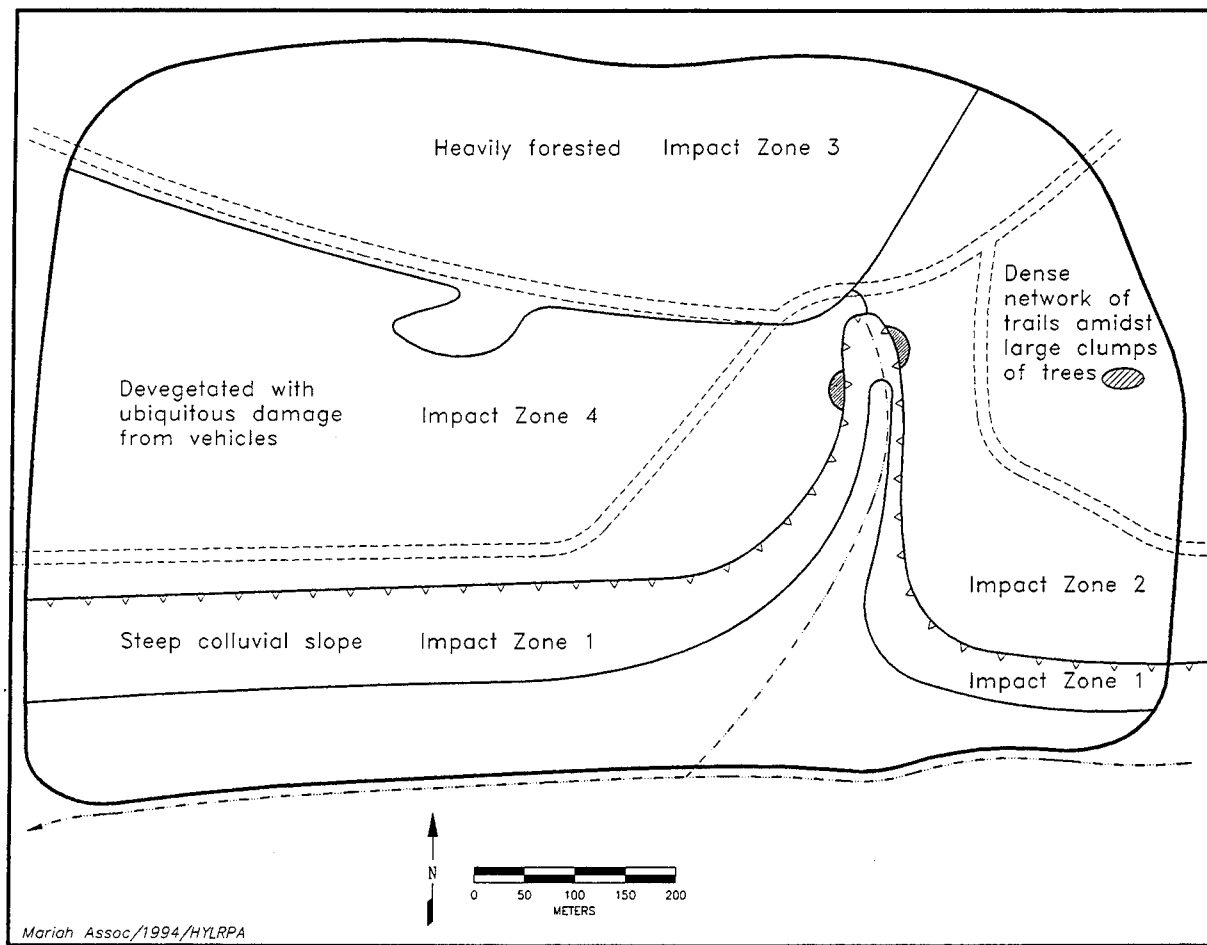 Heavily forested Impact Zone 3
Dense
network of
trails amidst
large clumps
of trees
Devegetated with
ubiquitous damage
from vehicles
Impact Zone 4
Impact Zone 2
Steep colluvial slope Impact Zone 1
Impact Zone 1
N
0 50 100 150 200
METERS
Mariah Assoc/1994/HYLRPA